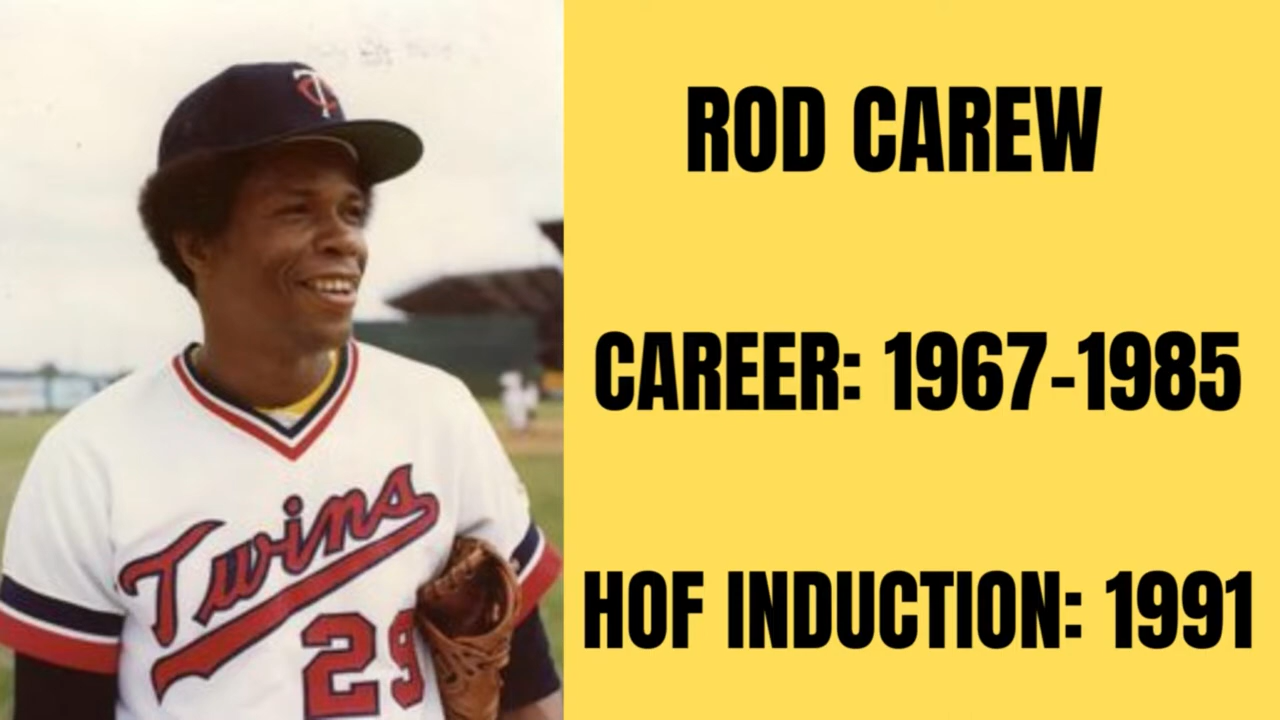 ROD CAREW
CAREER: 1967-1985
HOF INDUCTION: 1991
Twins
29